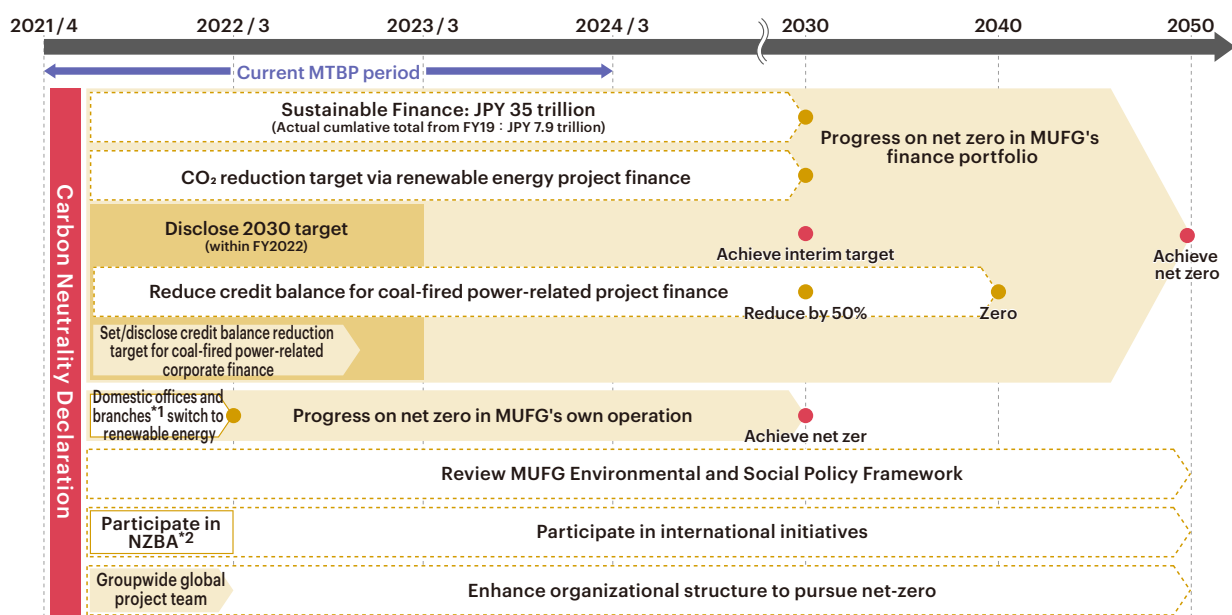 2021/4 2022/3 2023/3 2024/3 2030 2040 2050
Current MTBP period
Carbon Neutrality Declaration
Sustainable Finance: JPY 35 trillion
(Actual cumlative total from FY19：JPY 7.9 trillion)
Progress on net zero in MUFG's
finance portfolio
CO₂ reduction target via renewable energy project finance
Disclose 2030 target
(within FY2022)
Achieve interim target
Achieve
net zero
Reduce credit balance for coal-fired power-related project finance
Reduce by 50%
Zero
Set/disclose credit balance reduction
target for coal-fired power-related
corporate finance
Domestic offices and
branches*1 switch to
renewable energy
Progress on net zero in MUFG's own operation
Achieve net zer
Review MUFG Environmental and Social Policy Framework
Participate in
NZBA*2
Participate in international initiatives
Groupwide global
project team
Enhance organizational structure to pursue net-zero